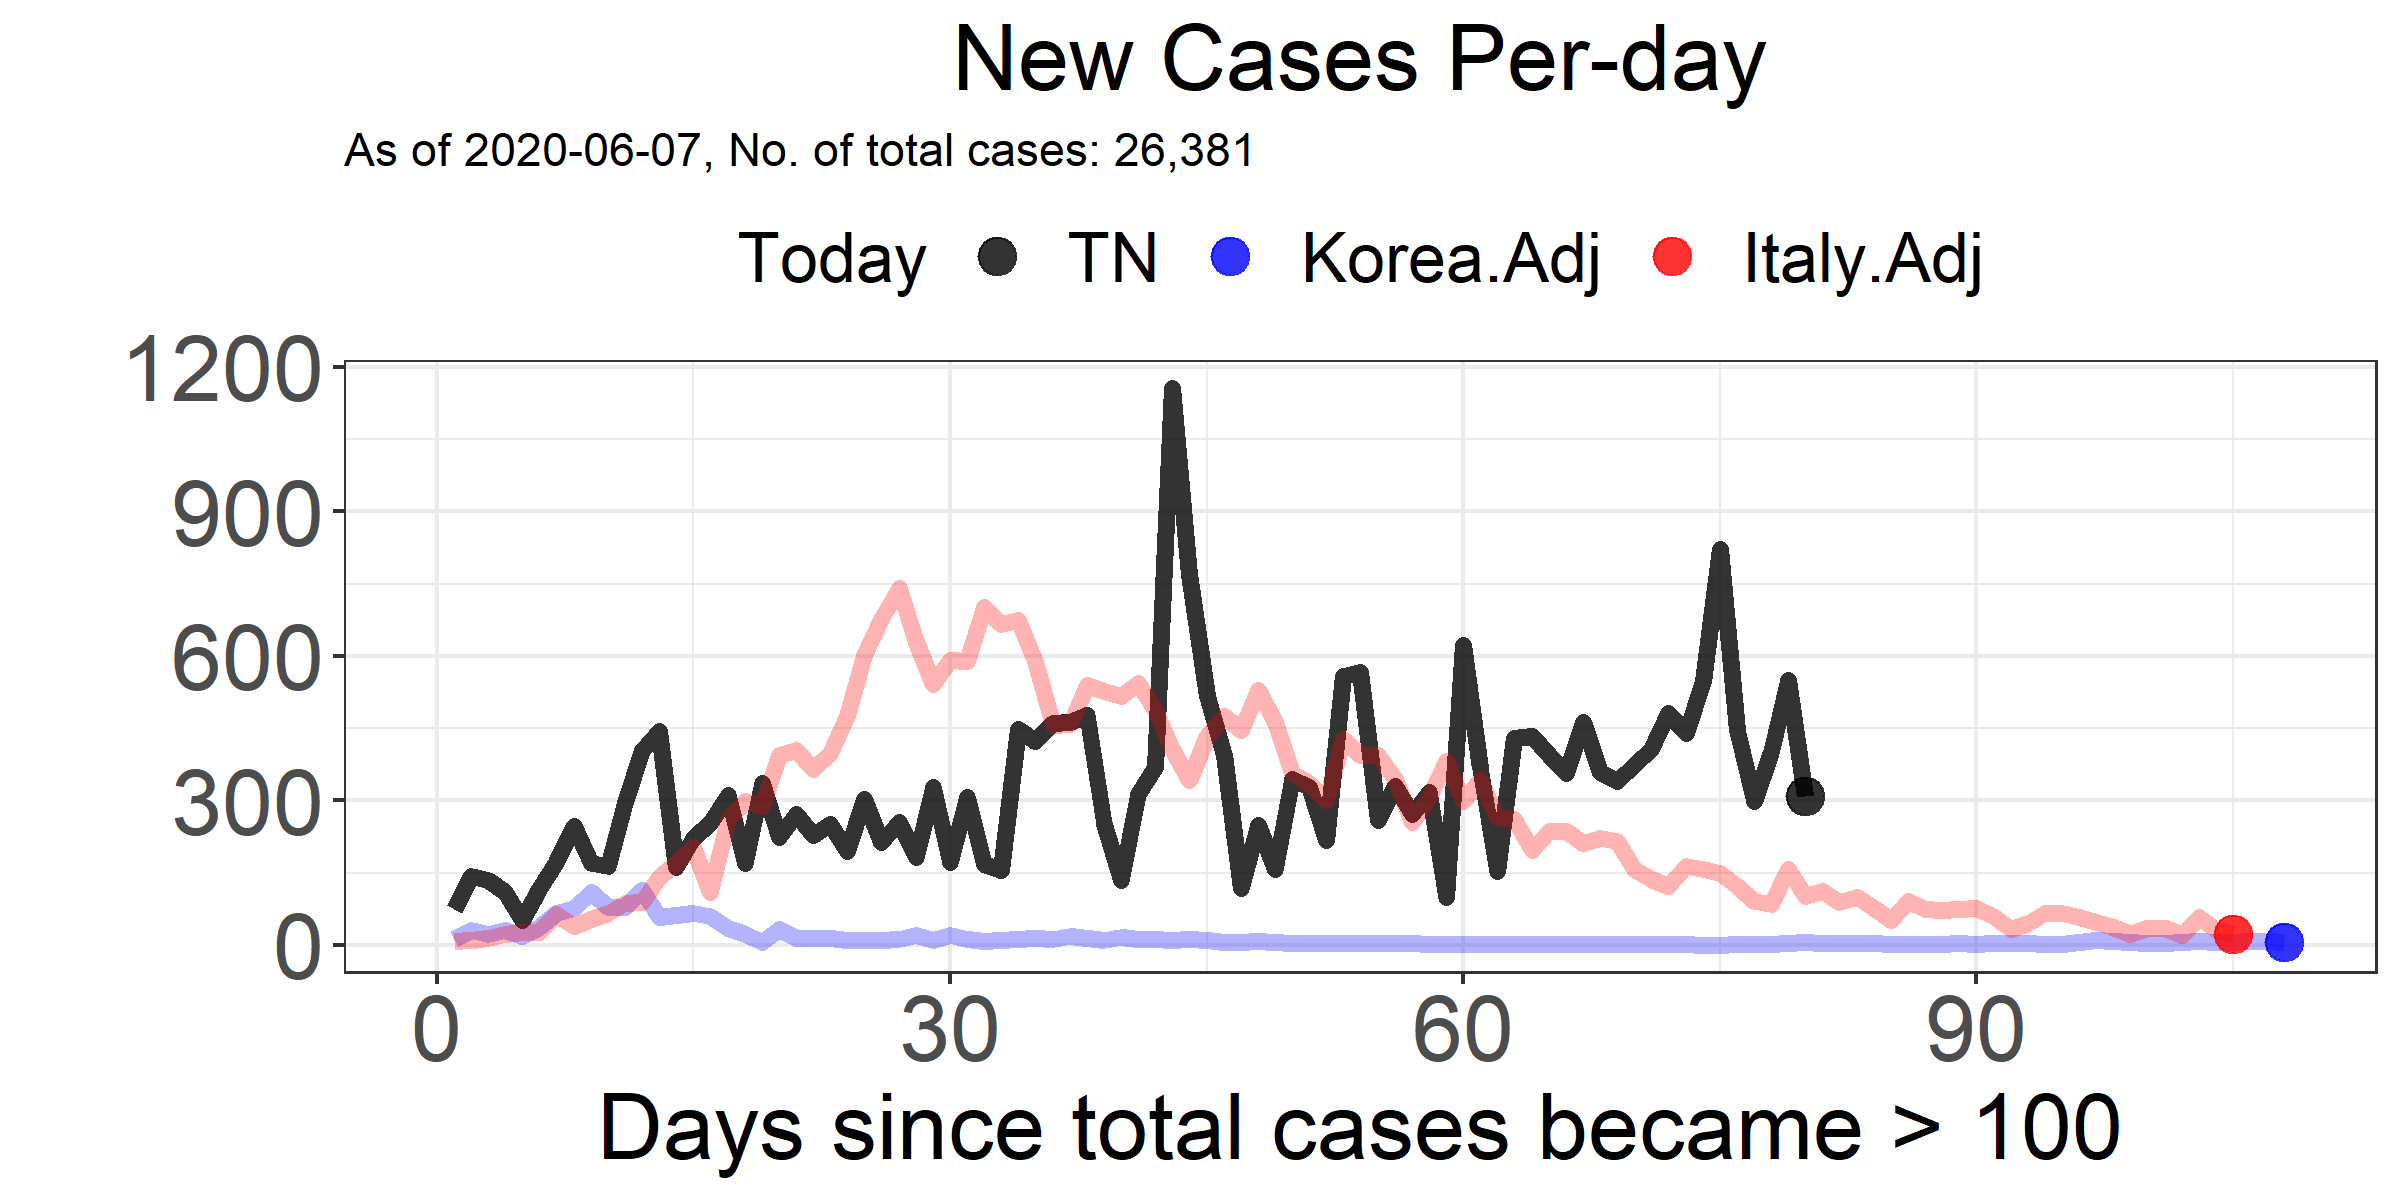 New Cases Per-day
As of 2020-06-07, No. of total cases: 26,381
Today TN Korea.Adj Italy.Adj
1200
900
600
300
0
0 30 60 90
Days since total cases became > 100